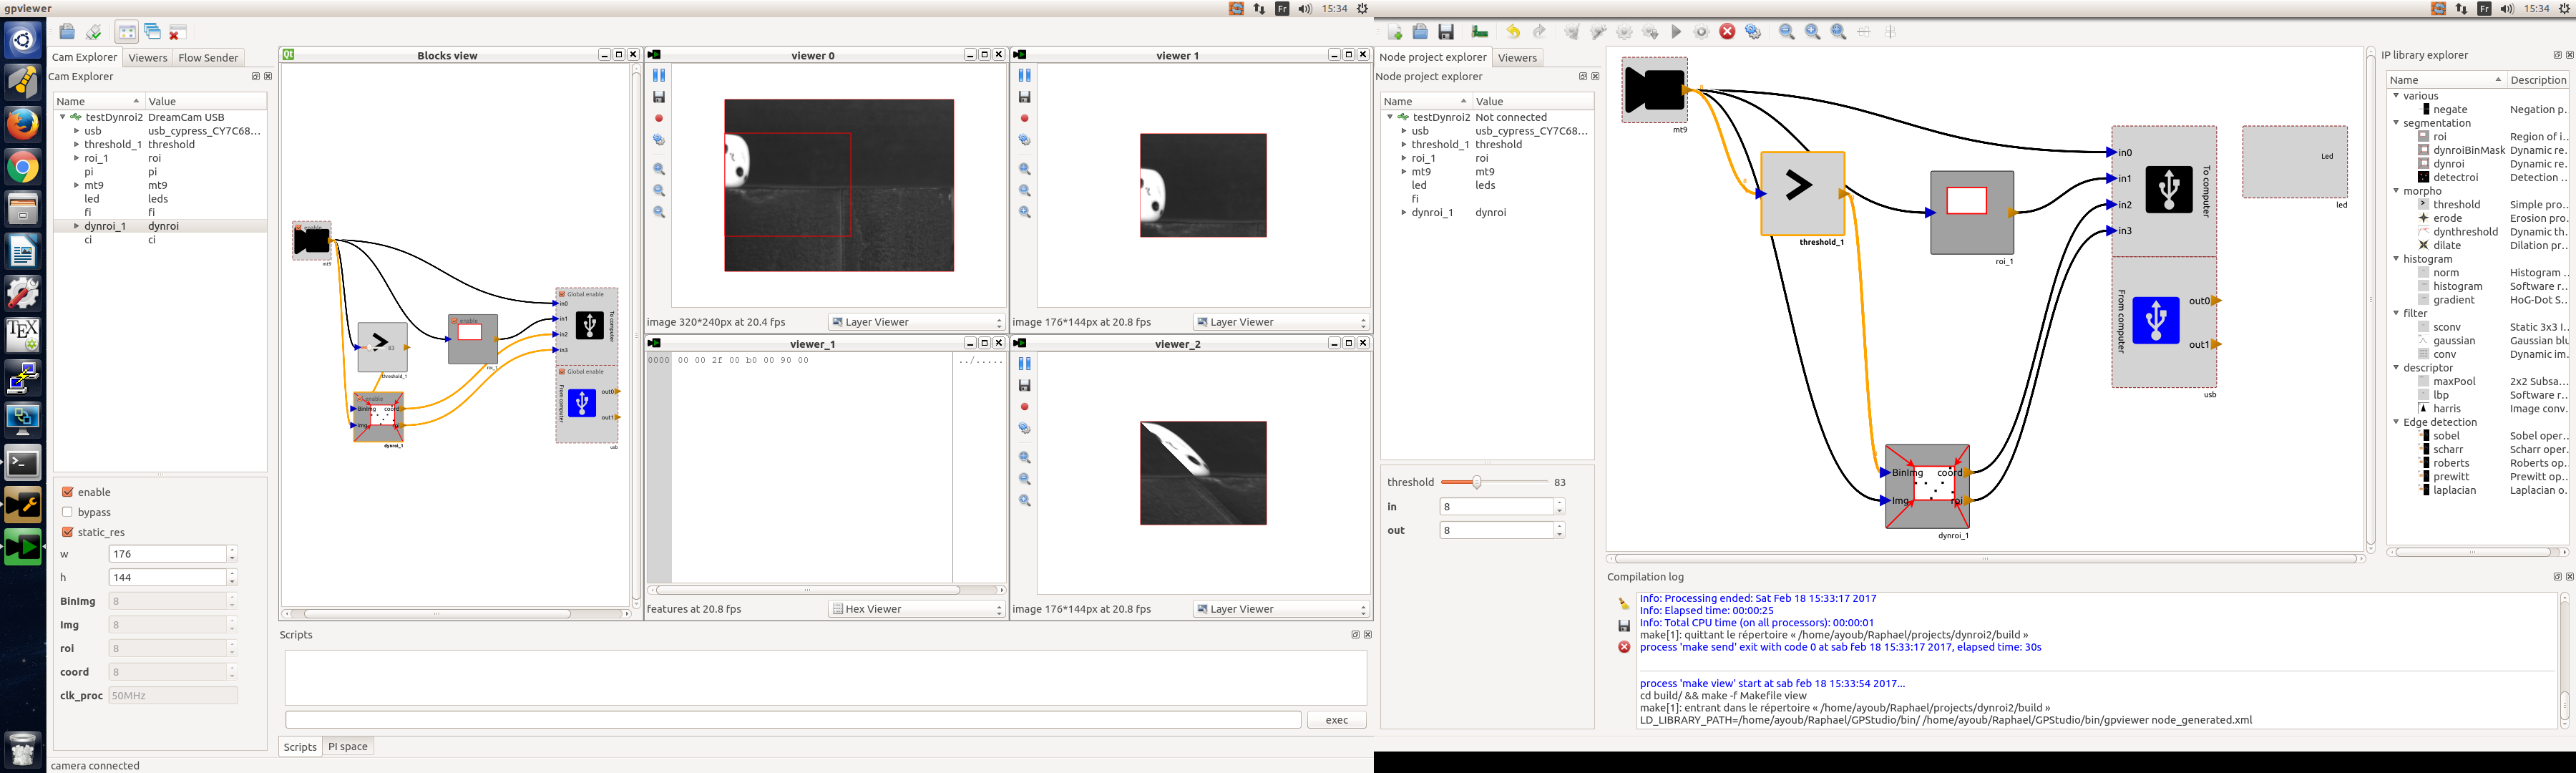 gpviewer
Fr
15:34
Fr
15:34
Cam Explorer
Viewers
Flow Sender
Cam Explorer
Name
Value
testDynroi2 DreamCam USB
usb usb_cypress_CY7C68...
threshold_1 threshold
roi_1 roi
pi pi
mt9 mt9
led leds
fi fi
dynroi_1 dynroi
ci ci
enable
bypass
static_res
w 176
h 144
BinImg 8
Img 8
roi 8
coord 8
clk_proc 50MHz
camera connected
Blocks view
enable
mt9
83
threshold_1
enable
roi_1
enable
BinImg coord
Img roi
dynroi_1
Global enable
in0
in1
in2
in3
To computer
Global enable
From computer
out0
out1
usb
viewer 0
image 320*240px at 20.4 fps
Layer Viewer
viewer 1
image 176*144px at 20.8 fps
Layer Viewer
viewer_1
0000 00 00 2f 00 b0 00 90 00 ../.....
features at 20.8 fps
Hex Viewer
viewer_2
image 176*144px at 20.8 fps
Layer Viewer
Scripts
exec
Scripts
PI space
Node project explorer
Viewers
Node project explorer
Name
Value
testDynroi2 Not connected
usb usb_cypress_CY7C68...
threshold_1 threshold
roi_1 roi
mt9 mt9
led leds
fi fi
dynroi_1 dynroi
threshold 83
in 8
out 8
mt9
threshold_1
roi_1
BinImg coord
Img roi
dynroi_1
in0
in1
in2
in3
To computer
From computer
out0
out1
usb
Led
led
IP library explorer
Name
Description
various
negate Negation p...
segmentation
roi Region of i...
dynroiBinMask Dynamic re...
dynroi Dynamic re...
detectroi Detection ...
morpho
threshold Simple pro...
erode Erosion pro...
dynthreshold Dynamic th...
dilate Dilation pr...
histogram
norm Histogram ...
histogram Software r...
gradient HoG-Dot S...
filter
sconv Static 3x3 I...
gaussian Gaussian blu
conv Dynamic im...
descriptor
maxPool 2x2 Subsa...
lbp Software r...
harris Image conv...
Edge detection
sobel Sobel oper...
scharr Scharr oper...
roberts Roberts op...
prewitt Prewitt op...
laplacian Laplacian o...
Compilation log
Info: Processing ended: Sat Feb 18 15:33:17 2017
Info: Elapsed time: 00:00:25
Info: Total CPU time (on all processors): 00:00:01
make[1]: quittant le répertoire « /home/ayoub/Raphael/projects/dynroi2/build »
process 'make send' exit with code 0 at sab feb 18 15:33:17 2017, elapsed time: 30s
process 'make view' start at sab feb 18 15:33:54 2017...
cd build/ && make -f Makefile view
make[1]: entrant dans le répertoire « /home/ayoub/Raphael/projects/dynroi2/build »
LD_LIBRARY_PATH=/home/ayoub/Raphael/GPStudio/bin/ /home/ayoub/Raphael/GPStudio/bin/gpviewer node_generated.xml